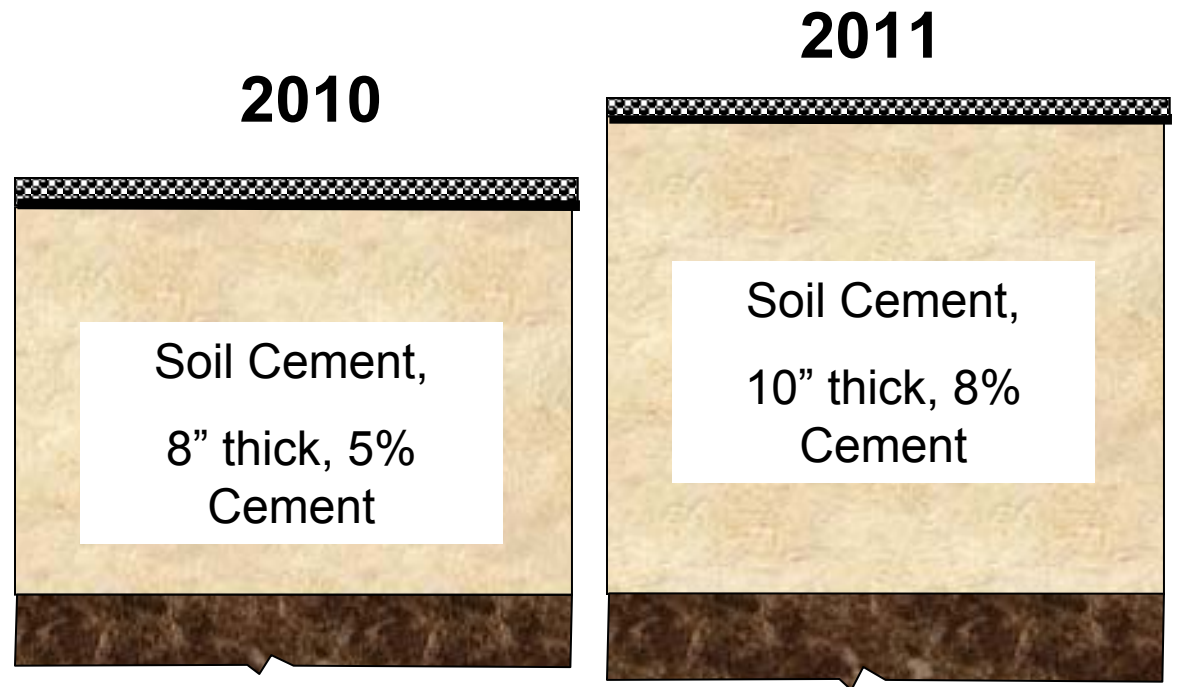 2010
Soil Cement,
8” thick, 5%
Cement
2011
Soil Cement,
10” thick, 8%
Cement